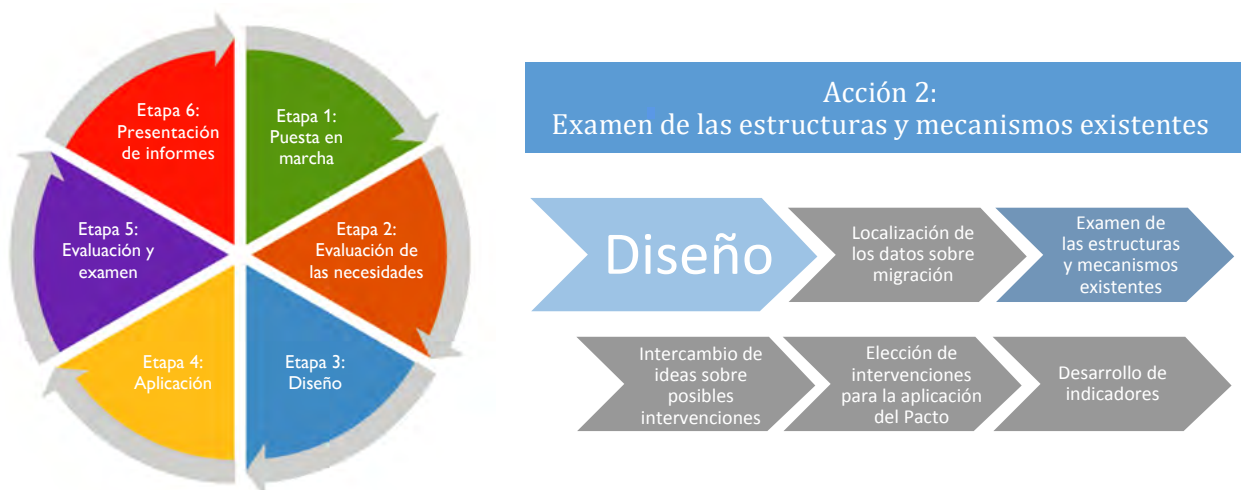 Etapa 6:
Presentación
de informes
Etapa 1:
Puesta en
marcha
Etapa 5:
Evaluación y
examen
Etapa 2:
Evaluación de
las necesidades
Etapa 4:
Aplicación
Etapa 3:
Diseño
Acción 2:
Examen de las estructuras y mecanismos existentes
Diseño
Localización de
los datos sobre
migración
Examen de
las estructuras
y mecanismos
existentes
Intercambio de
ideas sobre
posibles
intervenciones
Elección de
intervenciones
para la aplicación
del Pacto
Desarrollo de
indicadores